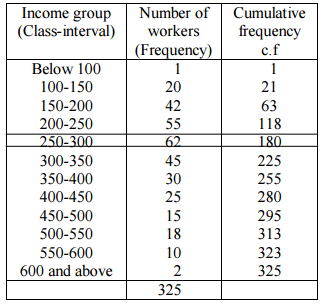 Income group Number of Cumulative
(Class-interval) workers frequency
(Frequency) c.f
Below 100 1 1
100-150 20 21
150-200 42 63
200-250 55 118
250-300 62 180
300-350 45 225
350-400 30 255
400-450 25 280
450-500 15 295
500-550 18 313
550-600 10 323
600 and above 2 325
325